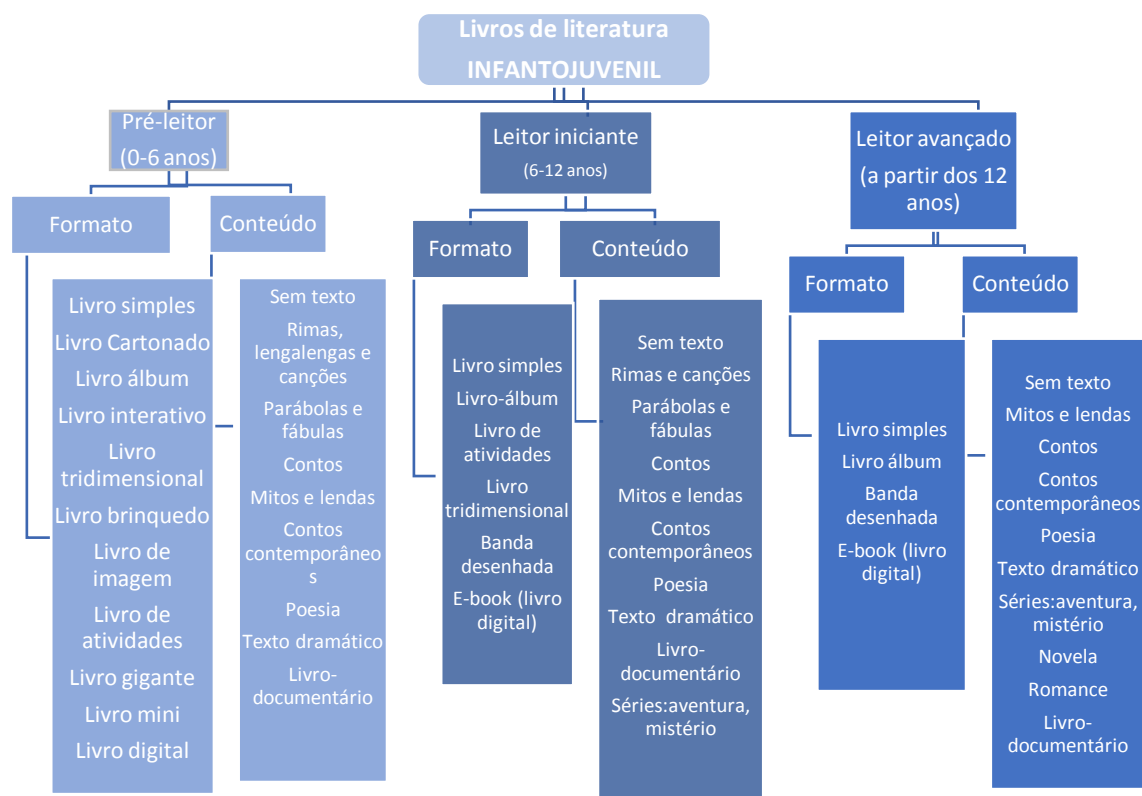 Livros de literatura
INFANTOJUVENIL
Pré-leitor
(0-6 anos)
Formato
Livro simples
Livro Cartonado
Livro álbum
Livro interativo
Livro
tridimensional
Livro brinquedo
Livro de
imagem
Livro de
atividades
Livro gigante
Livro mini
Livro digital
Conteúdo
Sem texto
Rimas,
lengalengas e
canções
Parábolas e
fábulas
Contos
Mitos e lendas
Contos
contemporâneo
s
Poesia
Texto dramático
Livro-
documentário
Leitor iniciante
(6-12 anos)
Formato
Livro simples
Livro-álbum
Livro de
atividades
Livro
tridimensional
Banda
desenhada
E-book (livro
digital)
Conteúdo
Sem texto
Rimas e canções
Parábolas e
fábulas
Contos
Mitos e lendas
Contos
contemporâneos
Poesia
Texto dramático
Livro-
documentário
Séries:aventura,
mistério
Leitor avançado
(a partir dos 12
anos)
Formato
Livro simples
Livro álbum
Banda
desenhada
E-book (livro
digital)
Conteúdo
Sem texto
Mitos e lendas
Contos
Contos
contemporâneos
Poesia
Texto dramático
Séries:aventura,
mistério
Novela
Romance
Livro-
documentário